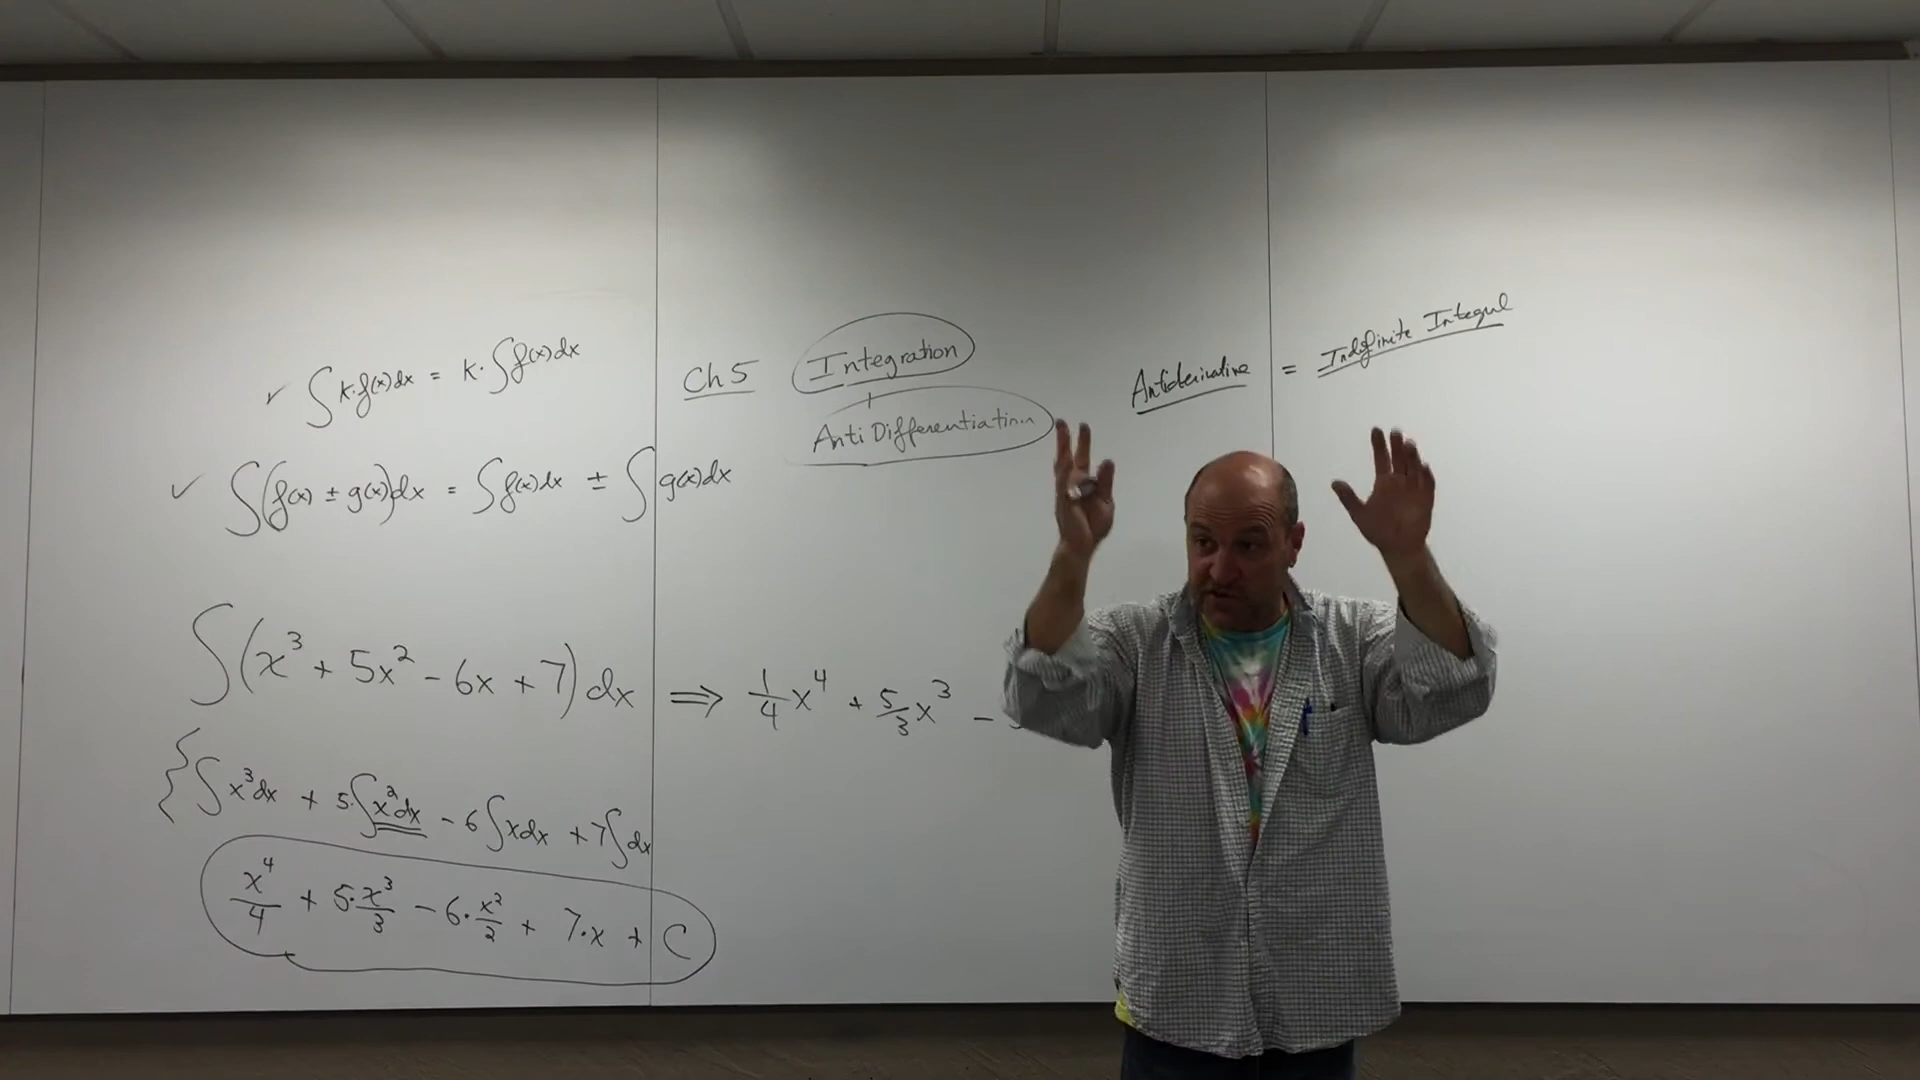 ✓ ∫ k·f(x)dx = k·∫f(x)dx
✓ ∫(f(x) ± g(x))dx = ∫f(x)dx ± ∫g(x)dx
Ch 5 Integration
Anti Differentiation
Antiderivative = Indefinite Integral
∫(x³ + 5x² - 6x + 7)dx ⇒ 1/4 x⁴ + 5/3 x³ -
{∫x³dx + 5·∫x²dx - 6∫xdx + 7∫dx
x⁴/4 + 5·x³/3 - 6·x²/2 + 7·x + C